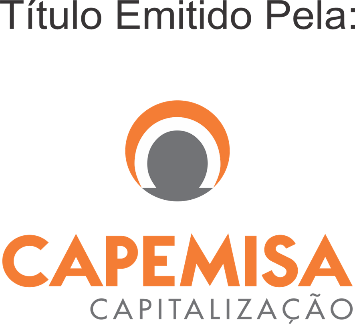 Título Emitido Pela:
CAPEMISA
CAPITALIZAÇÃO